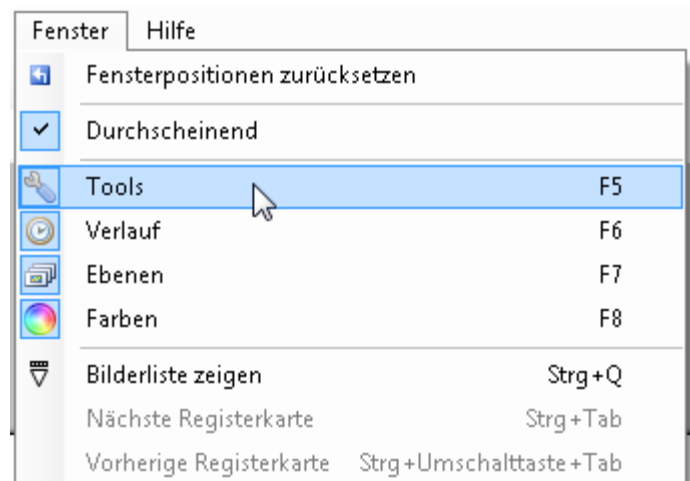 Fenster Hilfe
Fensterpositionen zurücksetzen
Durchscheinend
Tools F5
Verlauf F6
Ebenen F7
Farben F8
Bilderliste zeigen Strg+Q
Nächste Registerkarte Strg+Tab
Vorherige Registerkarte Strg+Umschalttaste+Tab